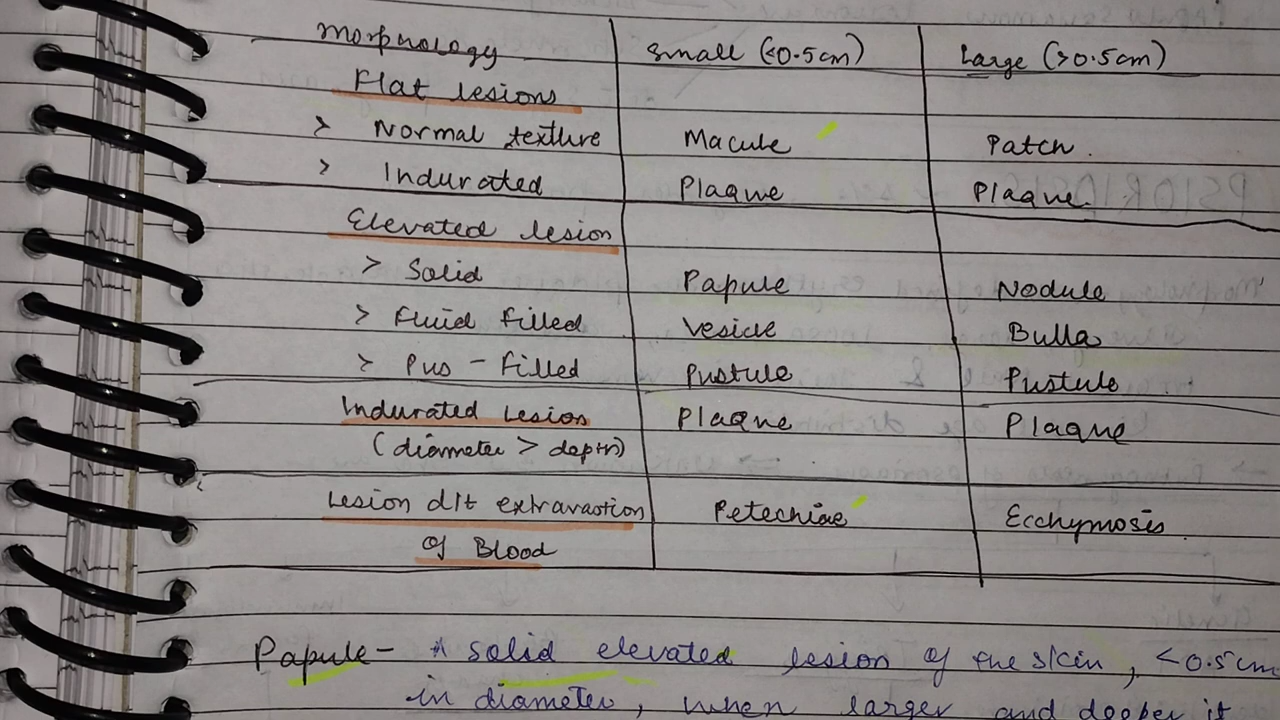 Morphology Small (<0.5cm) Large (>0.5cm)
Flat lesions
> Normal texture Macule Patch.
> Indurated Plaque Plaque.
Elevated lesion
> Solid Papule Nodule
> Fluid filled Vesicle Bulla
> Pus - filled Pustule Pustule
Indurated Lesion Plaque Plaque
(diameter > depth)
Lesion d/t extravaotion Petechiae Ecchymosis.
Of Blood
Papule - A solid elevated lesion of the skin, <0.5cm
in diameter, when larger and deeper it